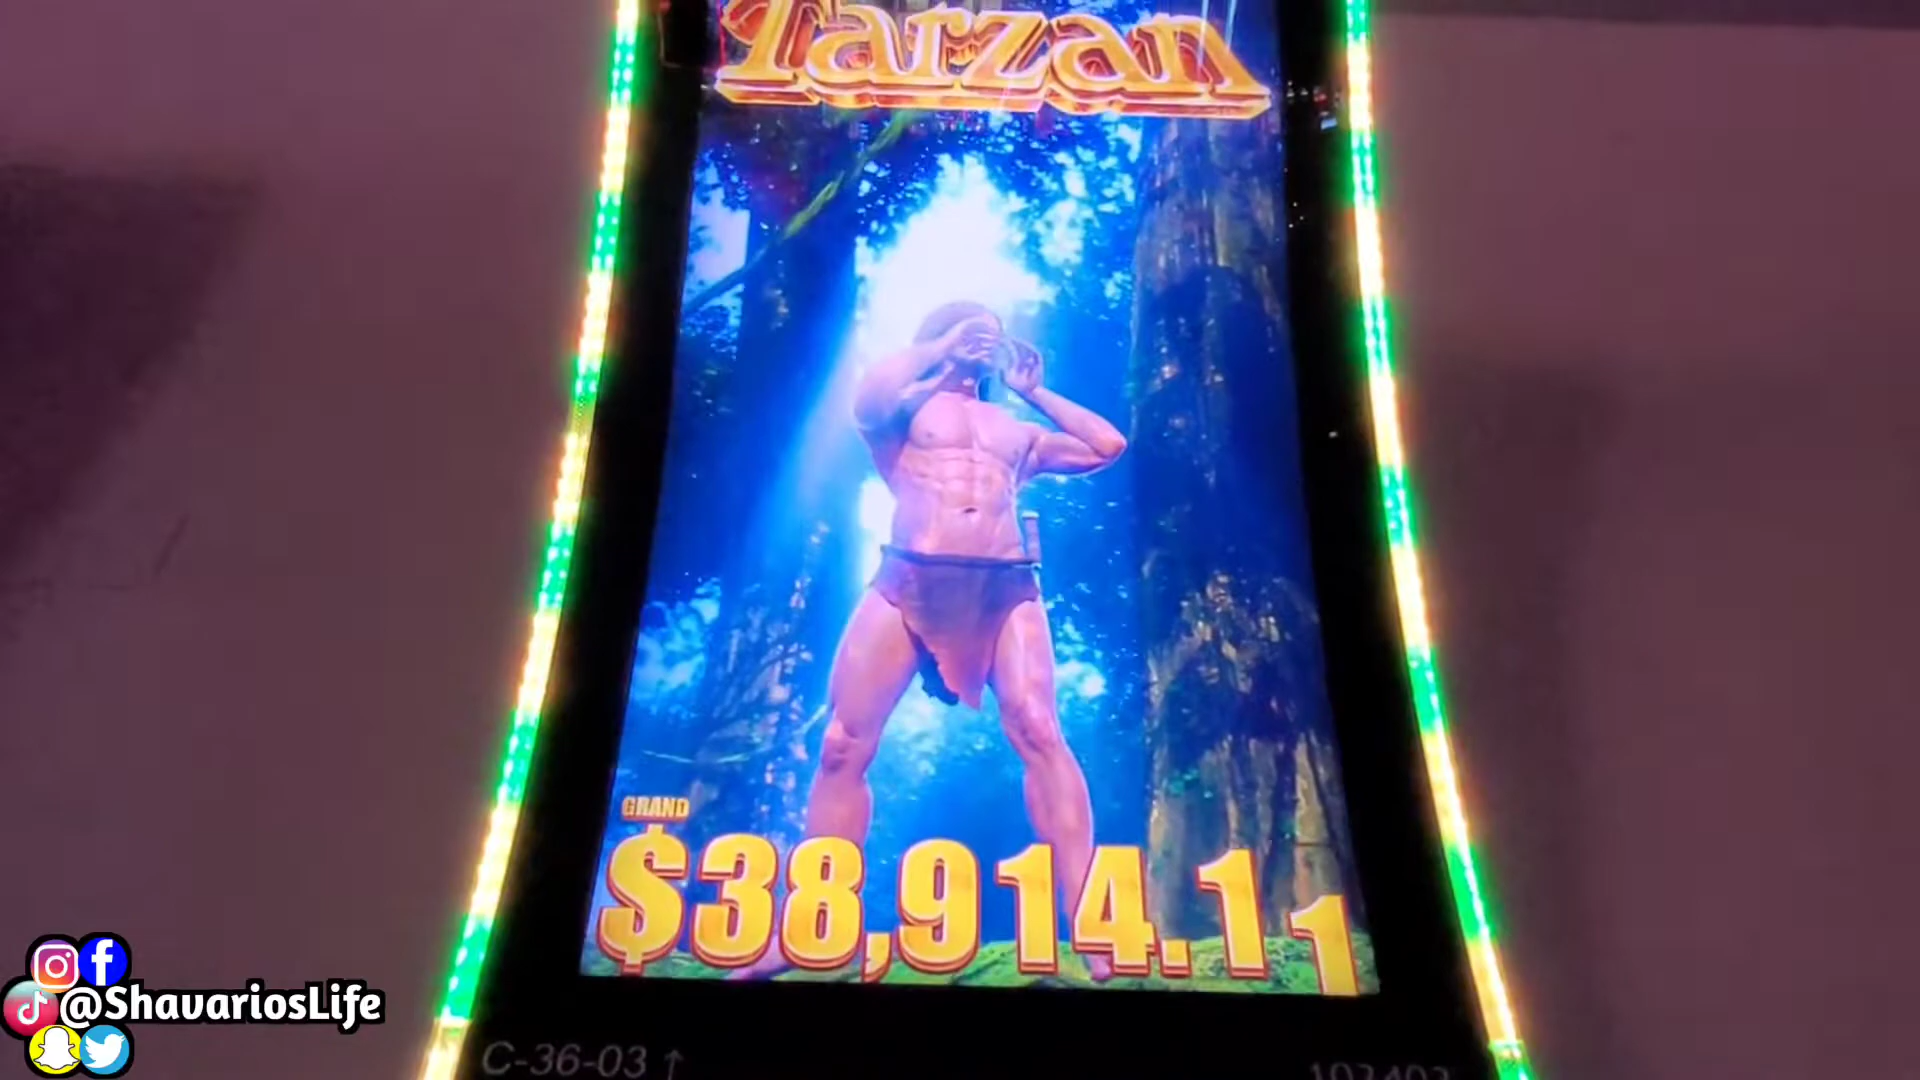 Tarzan
GRAND
$38,914.11
@ShavariosLife
C-36-03 ↑